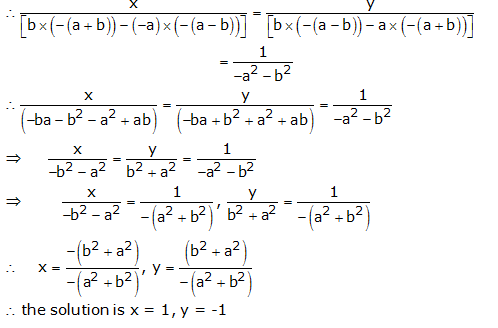 ∴ x/[b×(−(a+b))−(−a)×(−(a−b))] = y/[b×(−(a−b))−a×(−(a+b))]
= 1/(−a²−b²)
∴ x/(−ba−b²−a²+ab) = y/(−ba+b²+a²+ab) = 1/(−a²−b²)
⇒ x/(−b²−a²) = y/(b²+a²) = 1/(−a²−b²)
⇒ x/(−b²−a²) = 1/(−(a²+b²)), y/(b²+a²) = 1/(−(a²+b²))
∴ x = −(b²+a²)/−(a²+b²), y = (b²+a²)/−(a²+b²)
∴ the solution is x = 1, y = -1